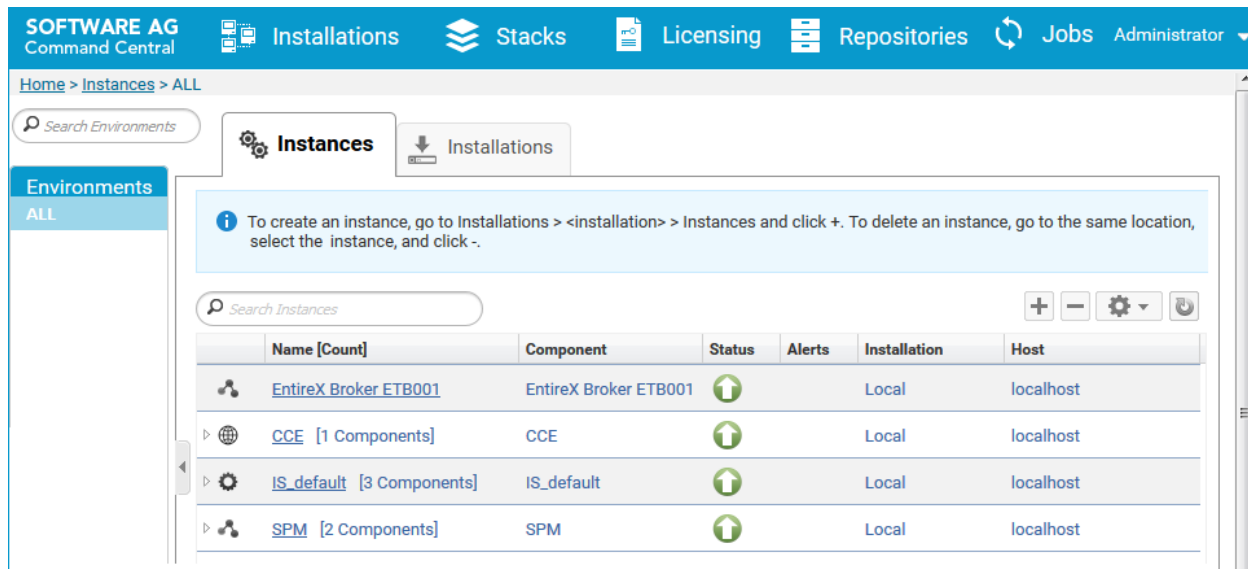 SOFTWARE AG
Command Central
Installations
Stacks
Licensing
Repositories
Jobs
Administrator
Home > Instances > ALL
Search Environments
Instances
Installations
Environments
ALL
To create an instance, go to Installations > <installation> > Instances and click +. To delete an instance, go to the same location,
select the instance, and click -.
Search Instances
Name [Count] Component Status Alerts Installation Host
EntireX Broker ETB001 EntireX Broker ETB001 Local localhost
CCE [1 Components] CCE Local localhost
IS_default [3 Components] IS_default Local localhost
SPM [2 Components] SPM Local localhost